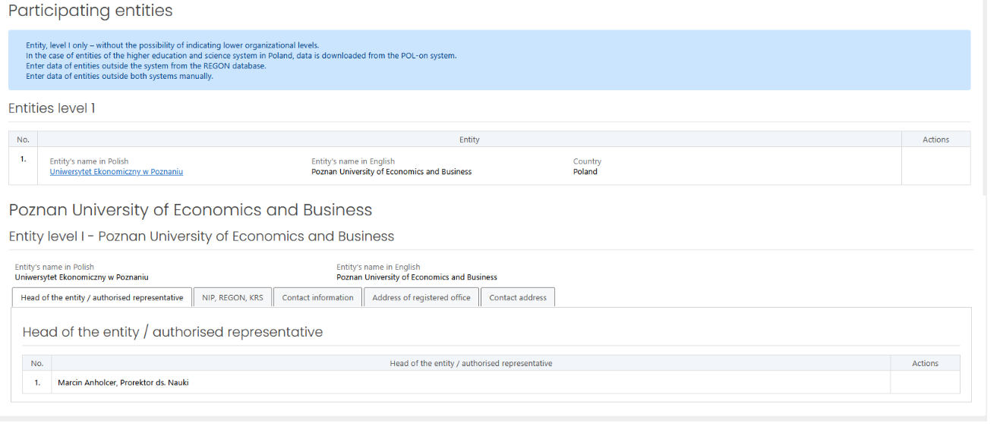 Participating entities
Entity, level I only – without the possibility of indicating lower organizational levels.
In the case of entities of the higher education and science system in Poland, data is downloaded from the POL-on system.
Enter data of entities outside the system from the REGON database.
Enter data of entities outside both systems manually.
Entities level 1
No. Entity Actions
1. Entity's name in Polish Entity's name in English Country
Uniwersytet Ekonomiczny w Poznaniu Poznan University of Economics and Business Poland
Poznan University of Economics and Business
Entity level I - Poznan University of Economics and Business
Entity's name in Polish Entity's name in English
Uniwersytet Ekonomiczny w Poznaniu Poznan University of Economics and Business
Head of the entity / authorised representative NIP, REGON, KRS Contact information Address of registered office Contact address
Head of the entity / authorised representative
No. Head of the entity / authorised representative Actions
1. Marcin Anholcer, Prorektor ds. Nauki